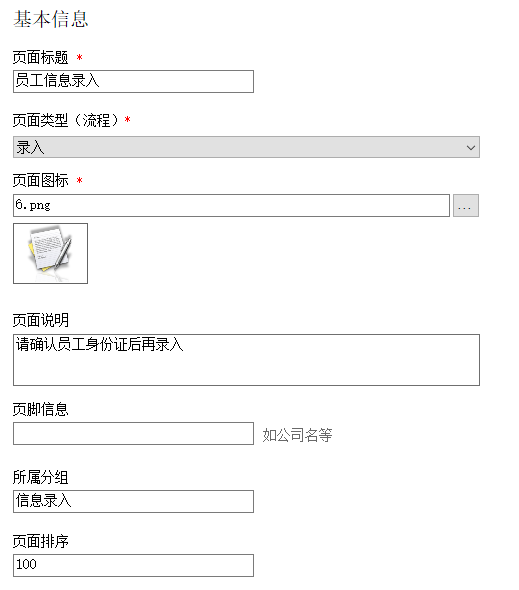 基本信息
页面标题 *
员工信息录入
页面类型（流程）*
录入
页面图标 *
6.png
...
页面说明
请确认员工身份证后再录入
页脚信息
如公司名等
所属分组
信息录入
页面排序
100